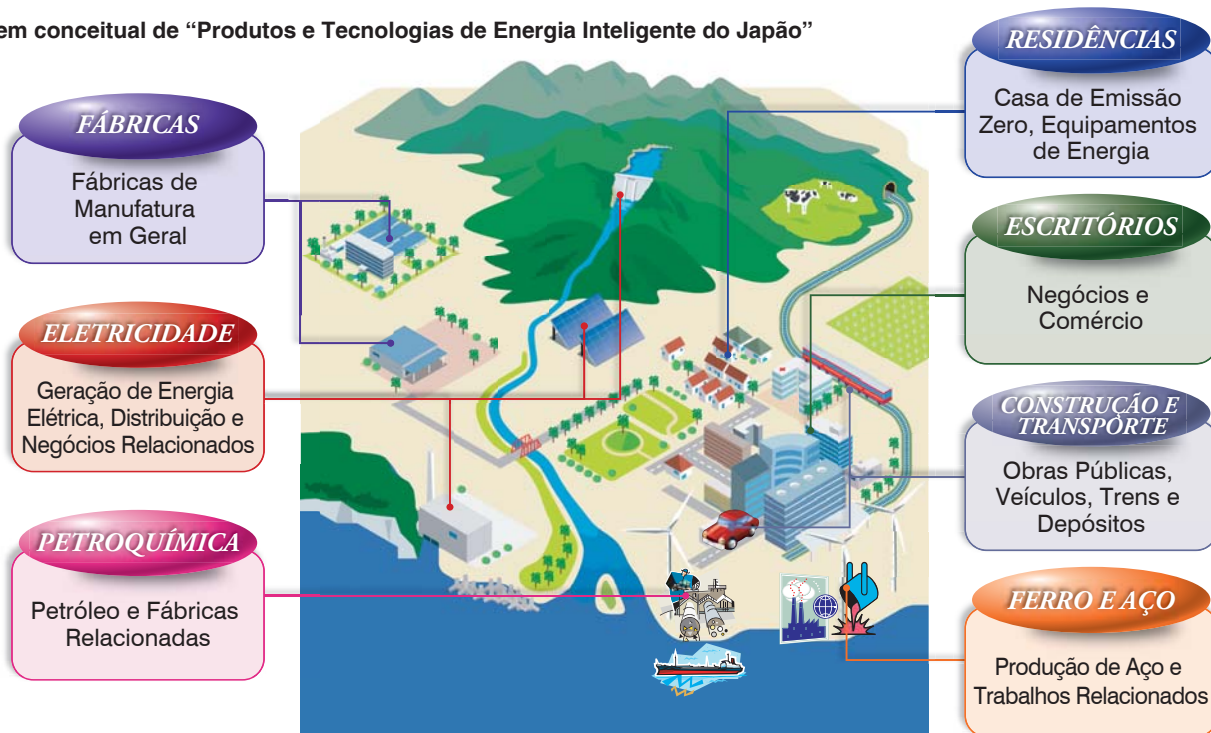 em conceitual de “Produtos e Tecnologias de Energia Inteligente do Japão”
FÁBRICAS
Fábricas de
Manufatura
em Geral
ELETRICIDADE
Geração de Energia
Elétrica, Distribuição e
Negócios Relacionados
PETROQUÍMICA
Petróleo e Fábricas
Relacionadas
RESIDÊNCIAS
Casa de Emissão
Zero, Equipamentos
de Energia
ESCRITÓRIOS
Negócios e
Comércio
CONSTRUÇÃO E
TRANSPORTE
Obras Públicas,
Veículos, Trens e
Depósitos
FERRO E AÇO
Produção de Aço e
Trabalhos Relacionados